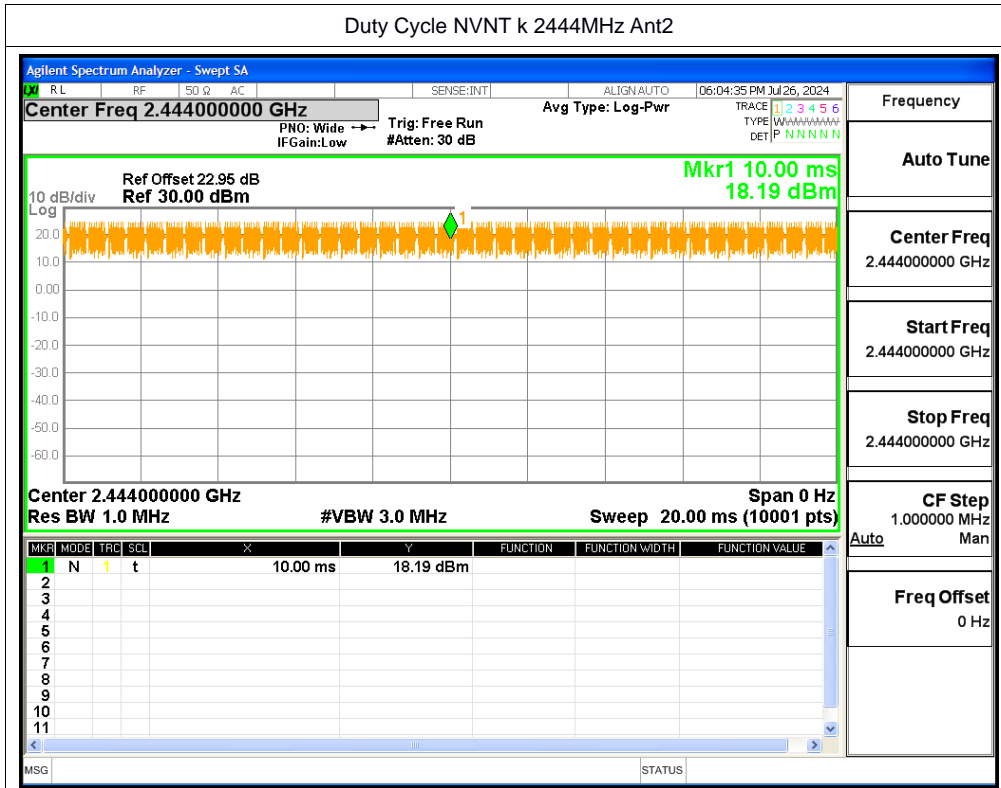 Duty Cycle NVNT k 2444MHz Ant2
Agilent Spectrum Analyzer - Swept SA
LXI RL RF 50 Ω AC SENSE:INT ALIGN AUTO 06:04:35 PM Jul 26, 2024
Center Freq 2.444000000 GHz
PNO: Wide
IFGain:Low
Trig: Free Run
#Atten: 30 dB
Avg Type: Log-Pwr
TRACE 1 2 3 4 5 6
TYPE WWWWWW
DET P N N N N N
Mkr1 10.00 ms
18.19 dBm
Ref Offset 22.95 dB
10 dB/div Ref 30.00 dBm
Log
20.0
10.0
0.00
-10.0
-20.0
-30.0
-40.0
-50.0
-60.0
1
Center 2.444000000 GHz Span 0 Hz
Res BW 1.0 MHz #VBW 3.0 MHz Sweep 20.00 ms (10001 pts)
MKR MODE TRC SCL X Y FUNCTION FUNCTION WIDTH FUNCTION VALUE
1 N 1 t 10.00 ms 18.19 dBm
2
3
4
5
6
7
8
9
10
11
MSG STATUS
Frequency
Auto Tune
Center Freq
2.444000000 GHz
Start Freq
2.444000000 GHz
Stop Freq
2.444000000 GHz
CF Step
1.000000 MHz
Auto Man
Freq Offset
0 Hz